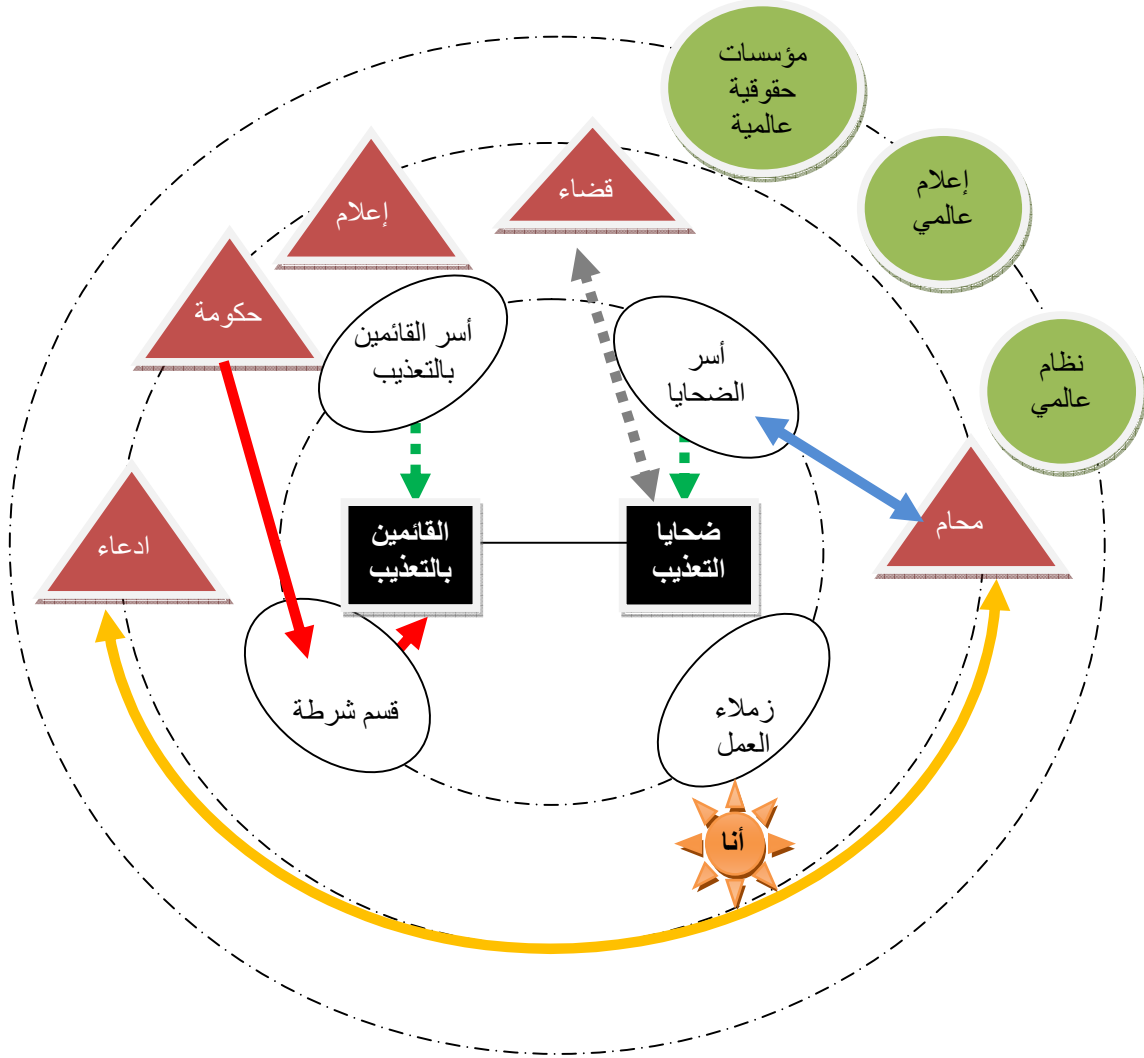 مؤسسات
حقوقية
عالمية
إعلام
عالمي
قضاء
إعلام
حكومة
أسر القائمين
بالتعذيب
أسر
الضحايا
نظام
عالمي
محام
ادعاء
القائمين
بالتعذيب
ضحايا
التعذيب
قسم شرطة
زملاء
العمل
أنا